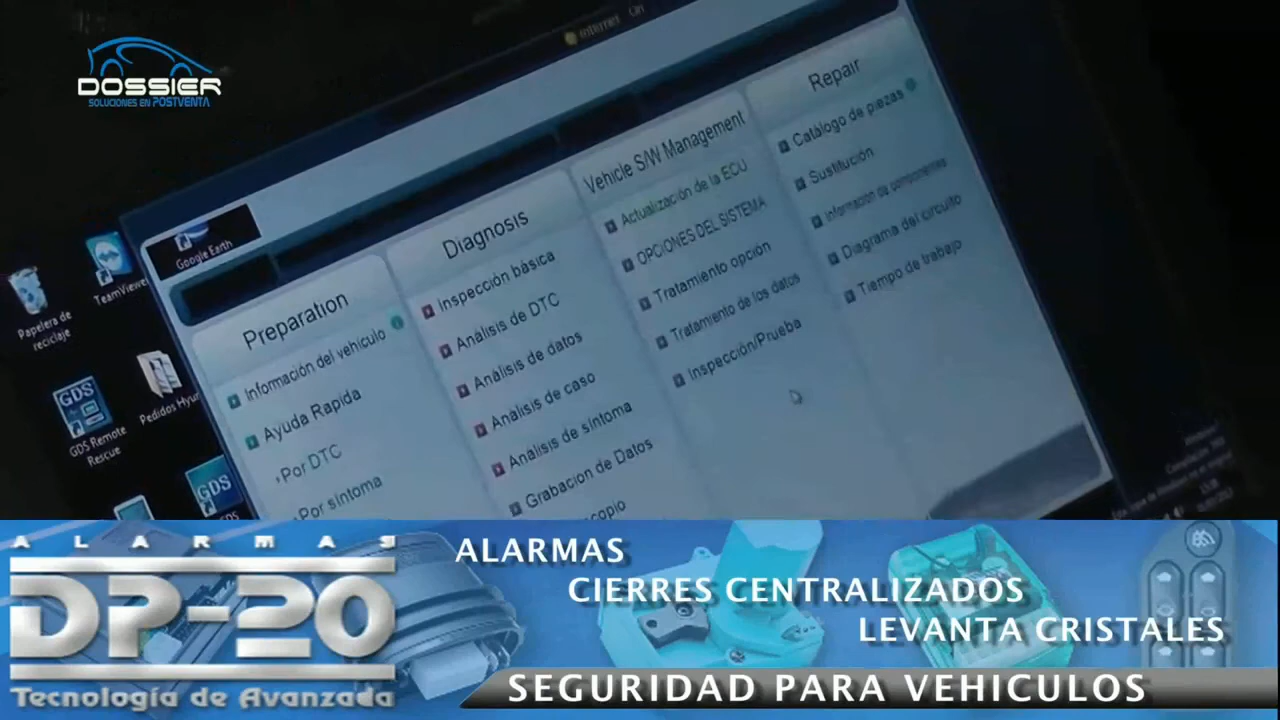 DOSSIER
SOLUCIONES EN POSTVENTA
Internet
Google Earth
TeamViewer
Papelera de
reciclaje
GDS
GDS Remote
Rescue
Pedidos Hyun
GDS
Preparation
Información del vehiculo
Ayuda Rapida
Por DTC
Por síntoma
Diagnosis
Inspección básica
Análisis de DTC
Análisis de datos
Análisis de caso
Análisis de síntoma
Grabacion de Datos
Vehicle S/W Management
Actualización de la ECU
OPCIONES DEL SISTEMA
Tratamiento opción
Tratamiento de los datos
Inspección/Prueba
Repair
Catálogo de piezas
Sustitución
Información de componentes
Diagrama del circuito
Tiempo de trabajo
ALARMAS
DP-20
Tecnología de Avanzada
ALARMAS
CIERRES CENTRALIZADOS
LEVANTA CRISTALES
SEGURIDAD PARA VEHICULOS